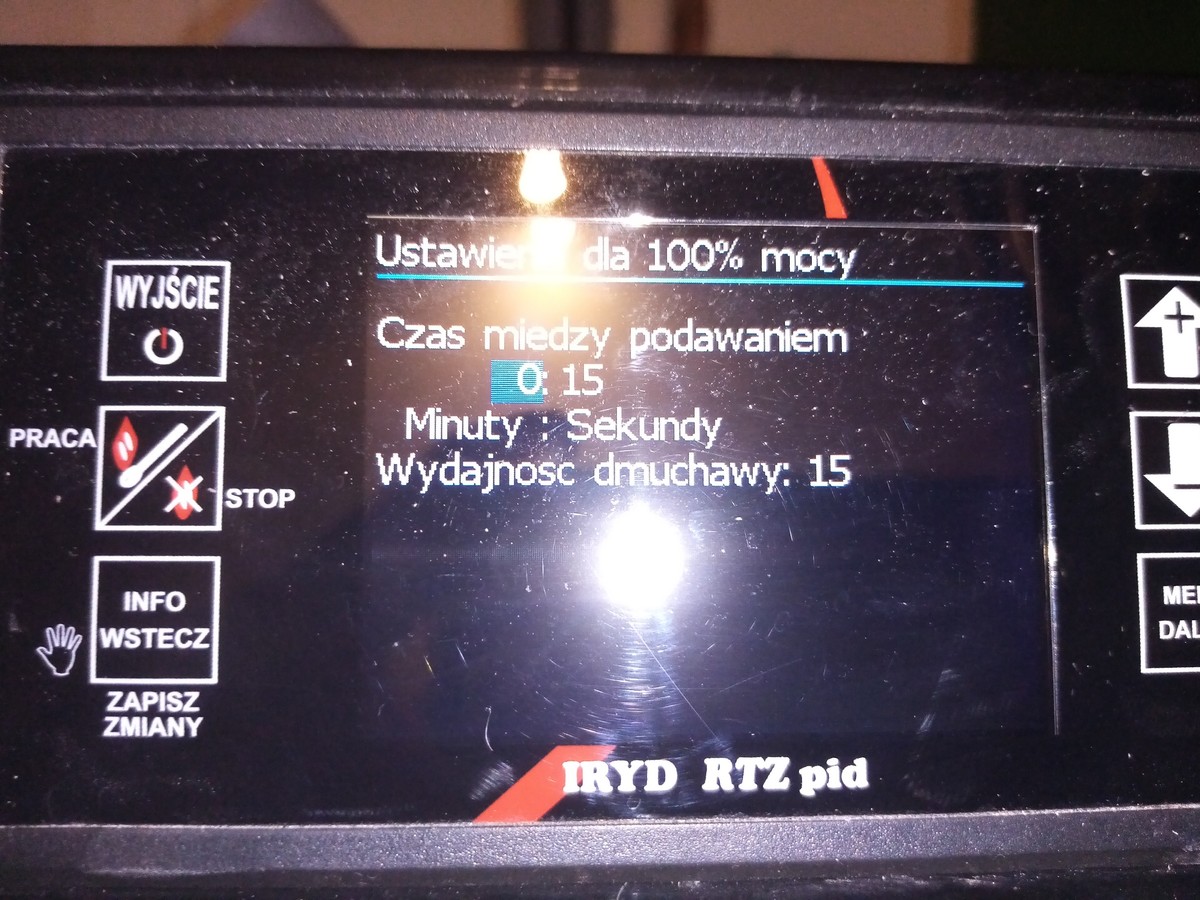 Ustawie dla 100% mocy
Czas miedzy podawaniem
0: 15
Minuty : Sekundy
Wydajnosc dmuchawy: 15
WYJŚCIE
PRACA
STOP
INFO
WSTECZ
ZAPISZ
ZMIANY
+
IRYD RTZ pid